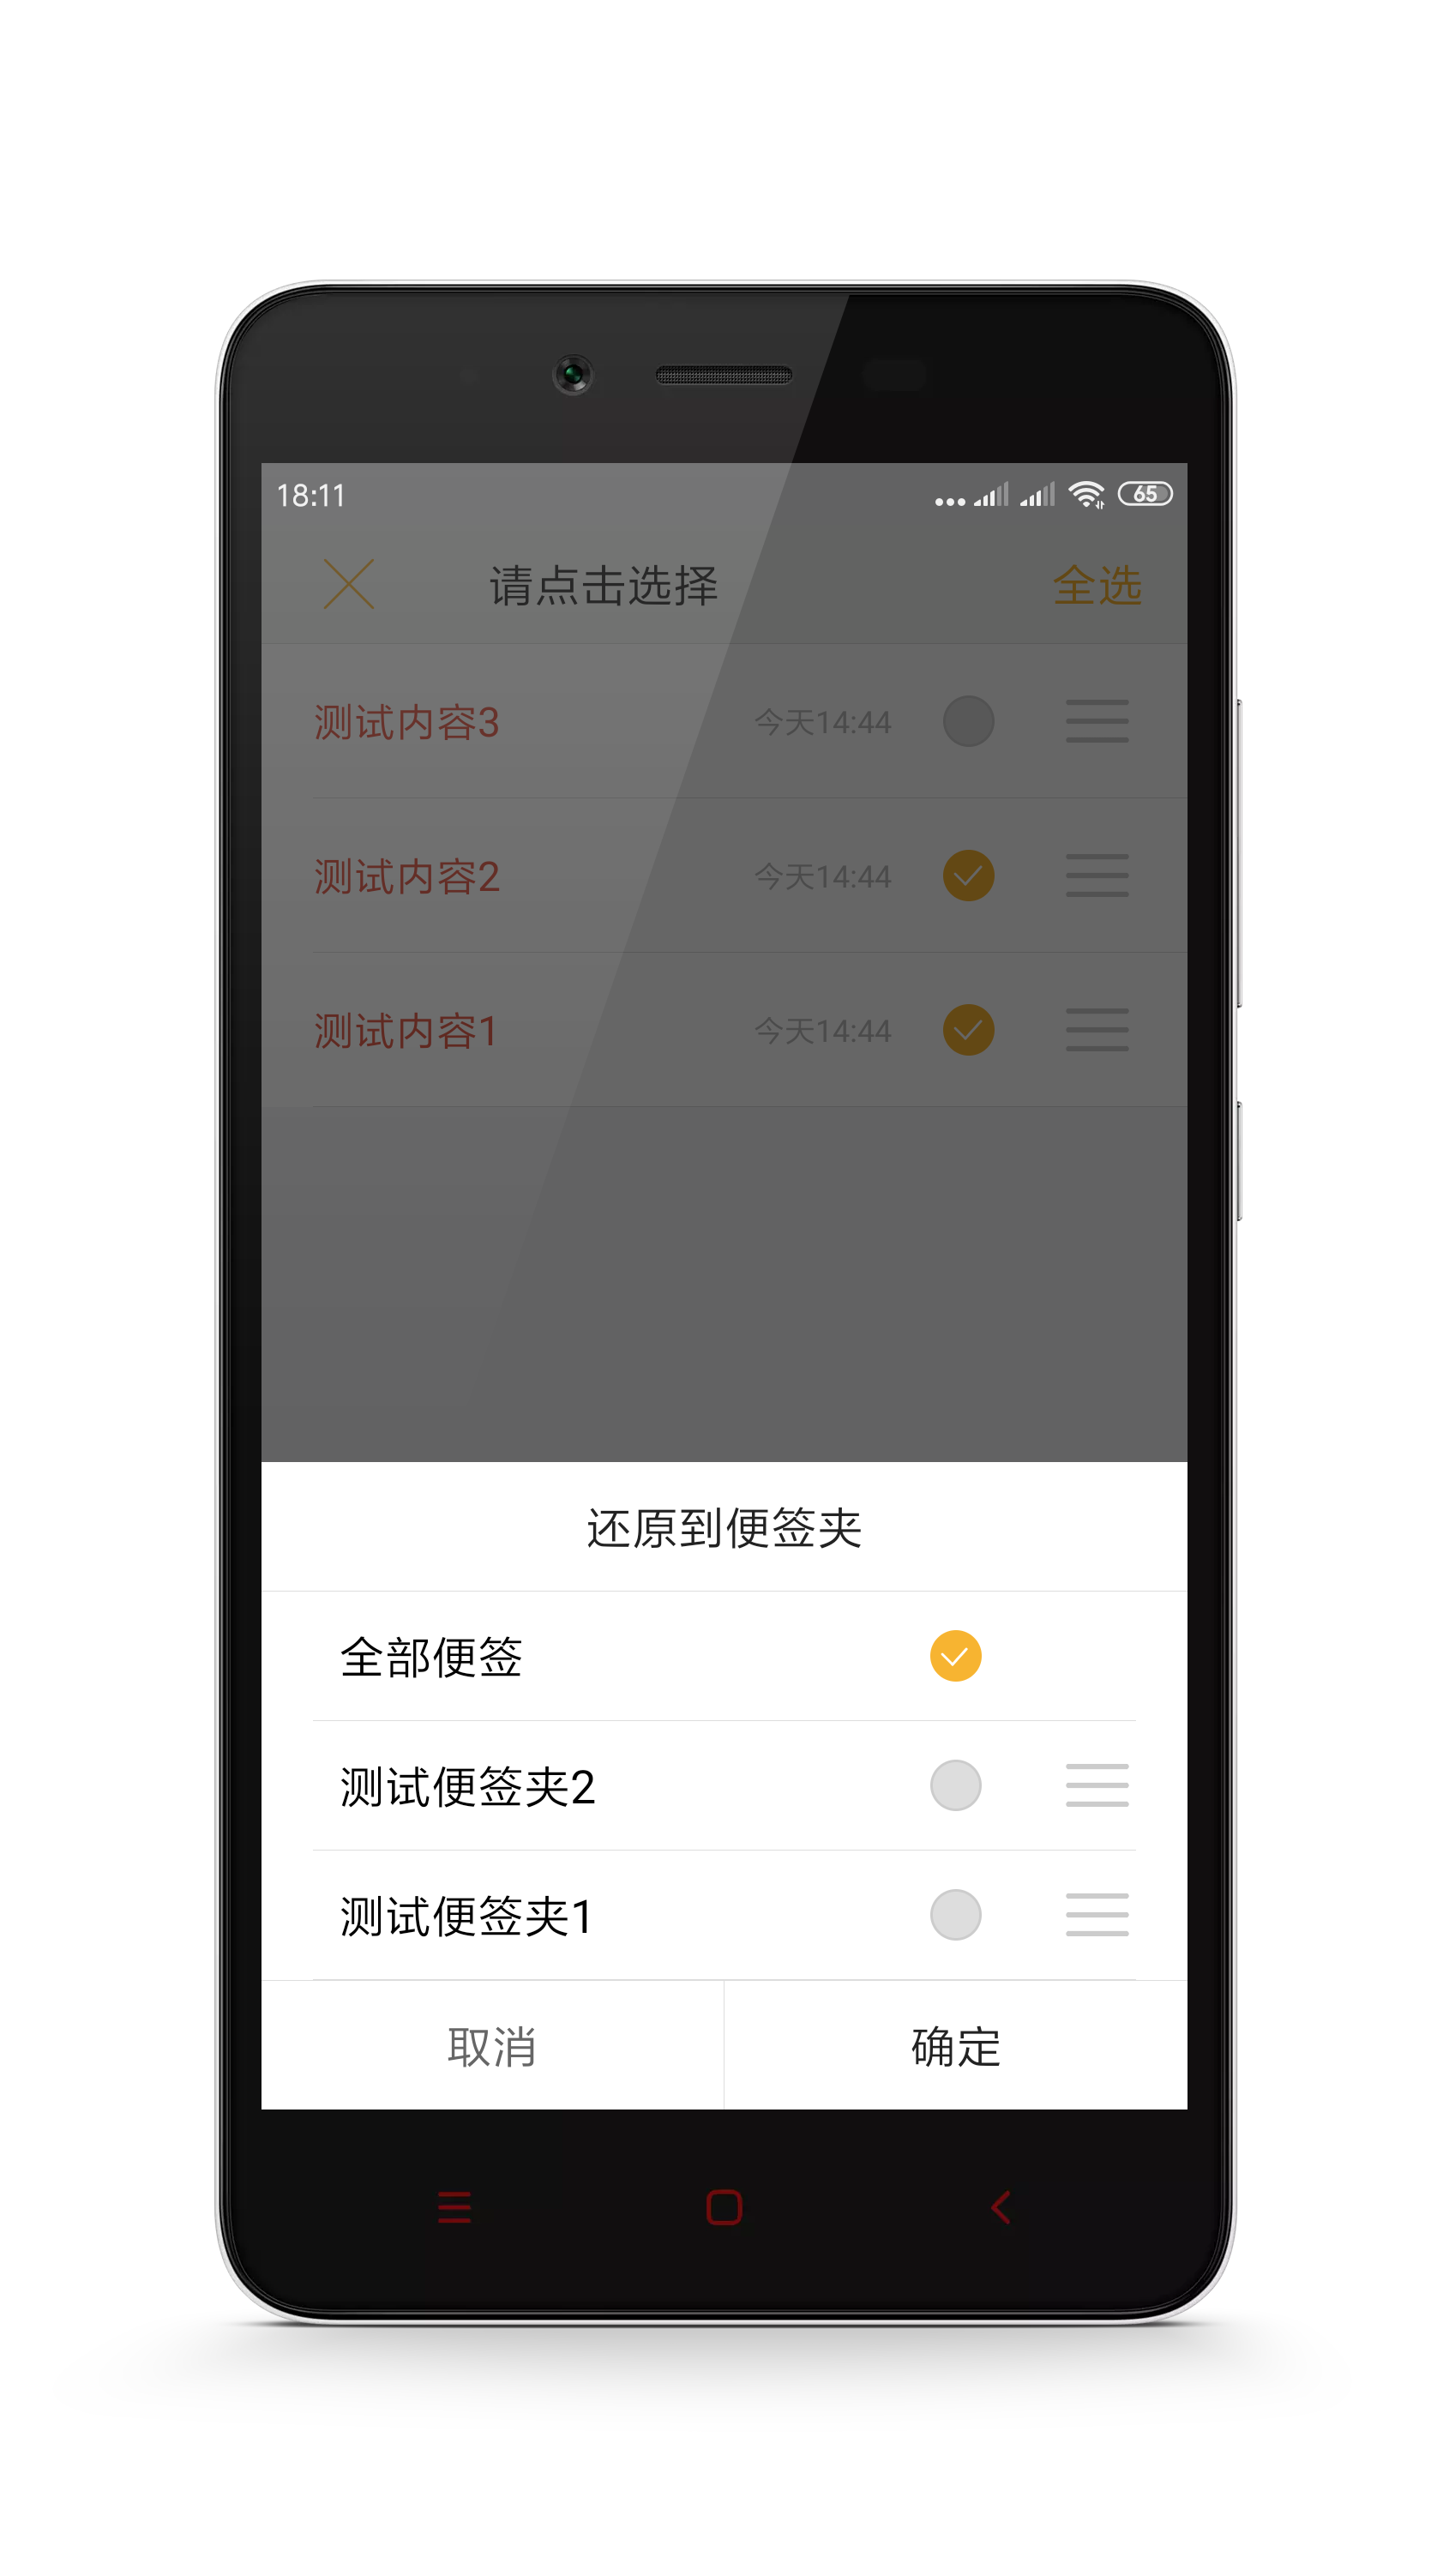 18:11 65
请点击选择 全选
测试内容3 今天14:44
测试内容2 今天14:44
测试内容1 今天14:44
还原到便签夹
全部便签
测试便签夹2
测试便签夹1
取消 确定